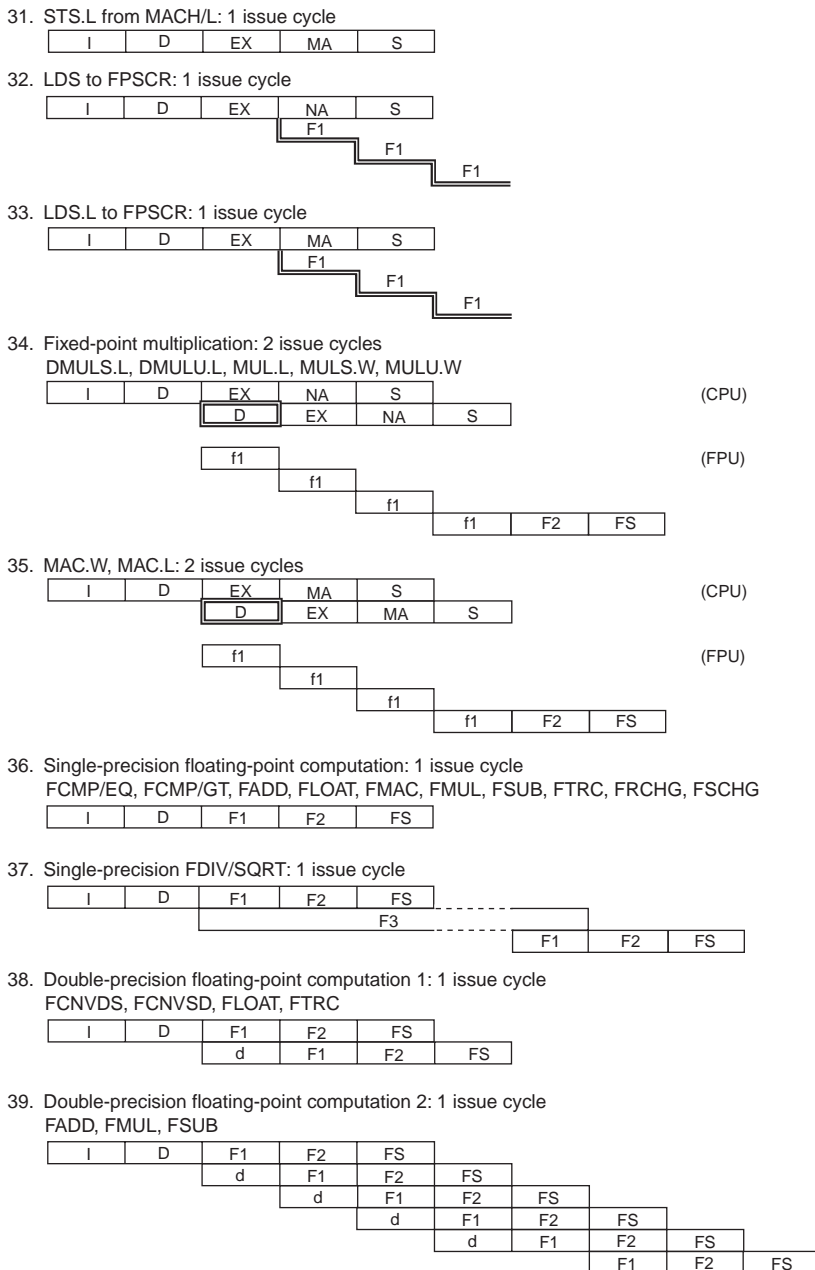 31. STS.L from MACH/L: 1 issue cycle
I D EX MA S
32. LDS to FPSCR: 1 issue cycle
I D EX NA S
F1
F1
F1
33. LDS.L to FPSCR: 1 issue cycle
I D EX MA S
F1
F1
F1
34. Fixed-point multiplication: 2 issue cycles
DMULS.L, DMULU.L, MUL.L, MULS.W, MULU.W
I D EX NA S (CPU)
D EX NA S
f1 (FPU)
f1
f1
f1 F2 FS
35. MAC.W, MAC.L: 2 issue cycles
I D EX MA S (CPU)
D EX MA S
f1 (FPU)
f1
f1
f1 F2 FS
36. Single-precision floating-point computation: 1 issue cycle
FCMP/EQ, FCMP/GT, FADD, FLOAT, FMAC, FMUL, FSUB, FTRC, FRCHG, FSCHG
I D F1 F2 FS
37. Single-precision FDIV/SQRT: 1 issue cycle
I D F1 F2 FS
F3
F1 F2 FS
38. Double-precision floating-point computation 1: 1 issue cycle
FCNVDS, FCNVSD, FLOAT, FTRC
I D F1 F2 FS
d F1 F2 FS
39. Double-precision floating-point computation 2: 1 issue cycle
FADD, FMUL, FSUB
I D F1 F2 FS
d F1 F2 FS
d F1 F2 FS
d F1 F2 FS
d F1 F2 FS
F1 F2 FS